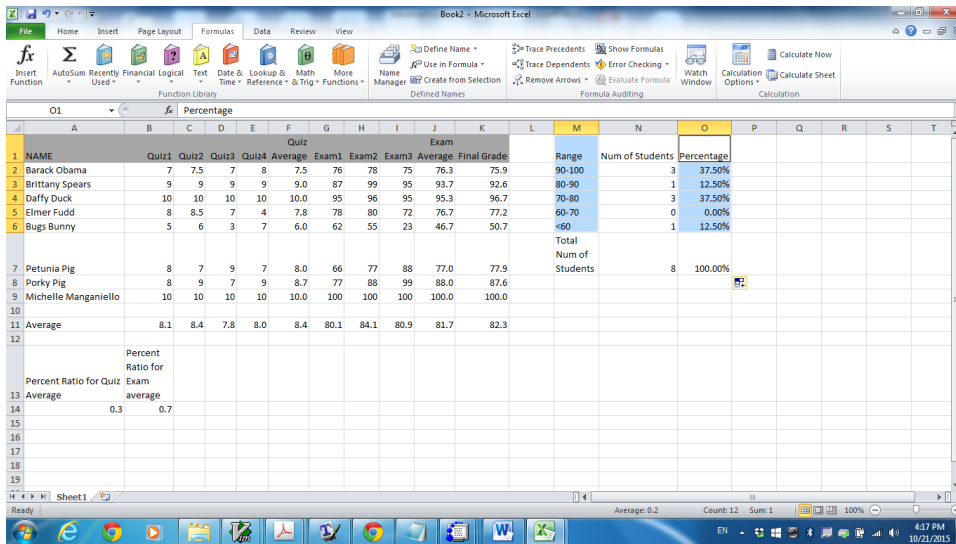 Book2 - Microsoft Excel
File Home Insert Page Layout Formulas Data Review View
fx Insert Function
Σ AutoSum
Recently Used
Financial
Logical
Text
Date & Time
Lookup & Reference
Math & Trig
More Functions
Function Library
Name Manager
Define Name
Use in Formula
Create from Selection
Defined Names
Trace Precedents
Trace Dependents
Remove Arrows
Show Formulas
Error Checking
Evaluate Formula
Formula Auditing
Watch Window
Calculation Options
Calculate Now
Calculate Sheet
Calculation
O1 fx Percentage
A B C D E F G H I J K L M N O P Q R S T
1 NAME Quiz1 Quiz2 Quiz3 Quiz4 Quiz Average Exam1 Exam2 Exam3 Exam Average Final Grade Range Num of Students Percentage
2 Barack Obama 7 7.5 7 8 7.5 76 78 75 76.3 75.9 90-100 3 37.50%
3 Brittany Spears 9 9 9 9 9.0 87 99 95 93.7 92.6 80-90 1 12.50%
4 Daffy Duck 10 10 10 10 10.0 95 96 95 95.3 96.7 70-80 3 37.50%
5 Elmer Fudd 8 8.5 7 4 7.8 78 80 72 76.7 77.2 60-70 0 0.00%
6 Bugs Bunny 5 6 3 7 6.0 62 55 23 46.7 50.7 <60 1 12.50%
7 Petunia Pig 8 7 9 7 8.0 66 77 88 77.0 77.9 Total Num of Students 8 100.00%
8 Porky Pig 8 9 7 9 8.7 77 88 99 88.0 87.6
9 Michelle Manganiello 10 10 10 10 10.0 100 100 100 100.0 100.0
10
11 Average 8.1 8.4 7.8 8.0 8.4 80.1 84.1 80.9 81.7 82.3
12
13 Percent Ratio for Quiz Average Percent Ratio for Exam average
14 0.3 0.7
15
16
17
18
19
Sheet1
Ready Average: 0.2 Count: 12 Sum: 1 100%
EN 4:17 PM
10/21/2015